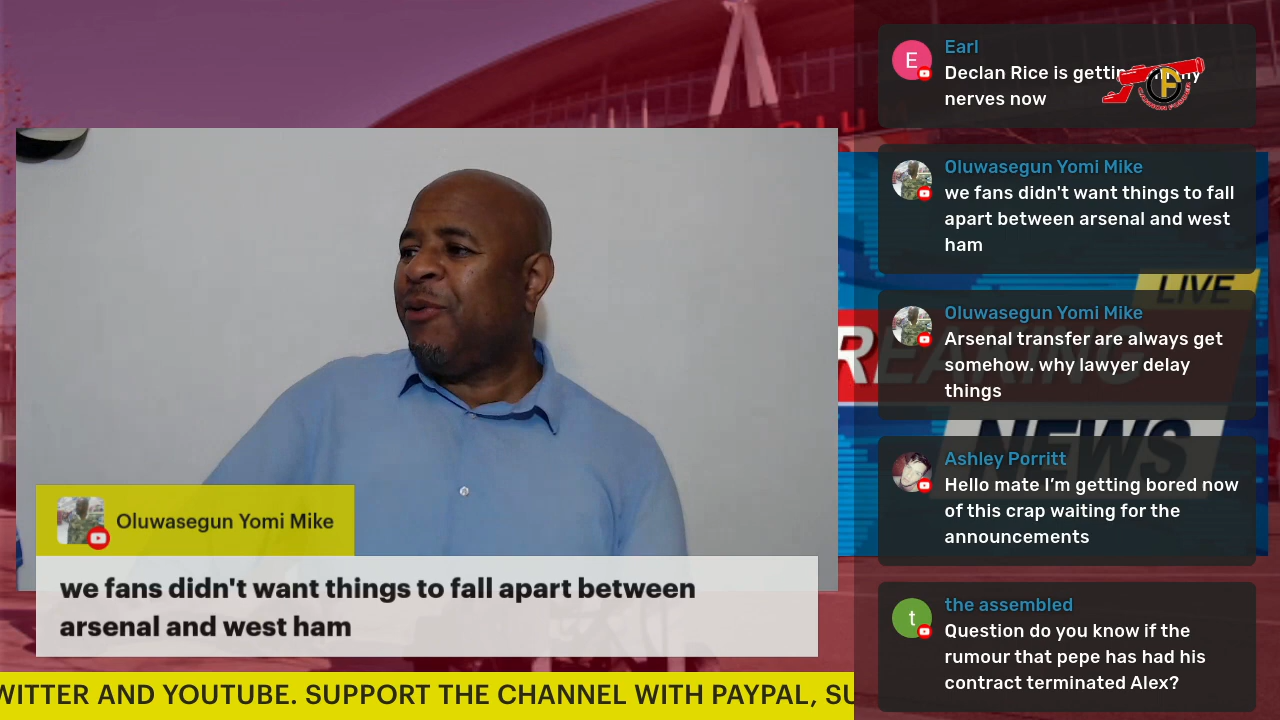 Oluwasegun Yomi Mike
we fans didn't want things to fall apart between
arsenal and west ham
WITTER AND YOUTUBE. SUPPORT THE CHANNEL WITH PAYPAL, SU
Earl
Declan Rice is getting my
nerves now
Oluwasegun Yomi Mike
we fans didn't want things to fall
apart between arsenal and west
ham
LIVE
Oluwasegun Yomi Mike
Arsenal transfer are always get
somehow. why lawyer delay
things
BREAKING
NEWS
Ashley Porritt
Hello mate I’m getting bored now
of this crap waiting for the
announcements
the assembled
Question do you know if the
rumour that pepe has had his
contract terminated Alex?